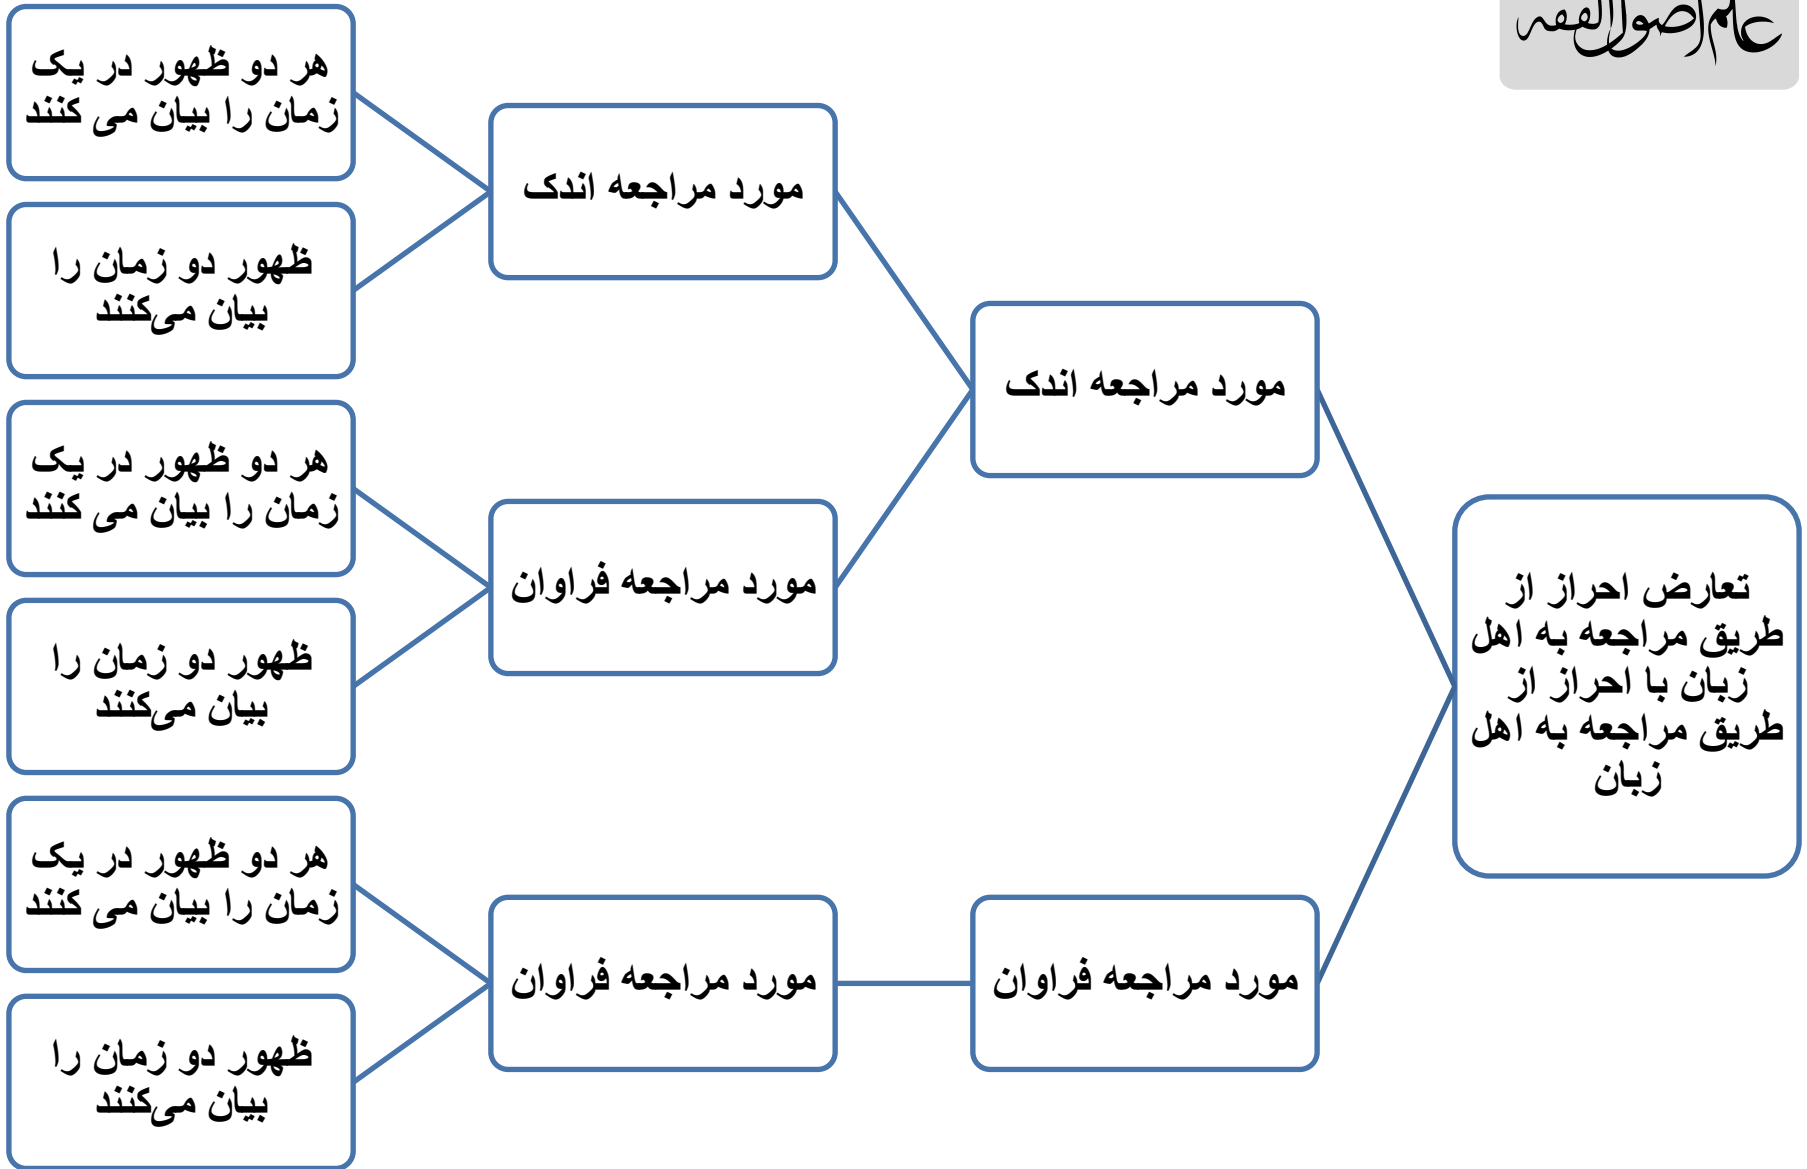 علم اصول الفقه
تعارض احراز از
طریق مراجعه به اهل
زبان با احراز از
طریق مراجعه به اهل
زبان
مورد مراجعه اندک
مورد مراجعه اندک
هر دو ظهور در یک
زمان را بیان می کنند
ظهور دو زمان را
بیان می‌کنند
مورد مراجعه فراوان
هر دو ظهور در یک
زمان را بیان می کنند
ظهور دو زمان را
بیان می‌کنند
مورد مراجعه فراوان
مورد مراجعه فراوان
هر دو ظهور در یک
زمان را بیان می کنند
ظهور دو زمان را
بیان می‌کنند